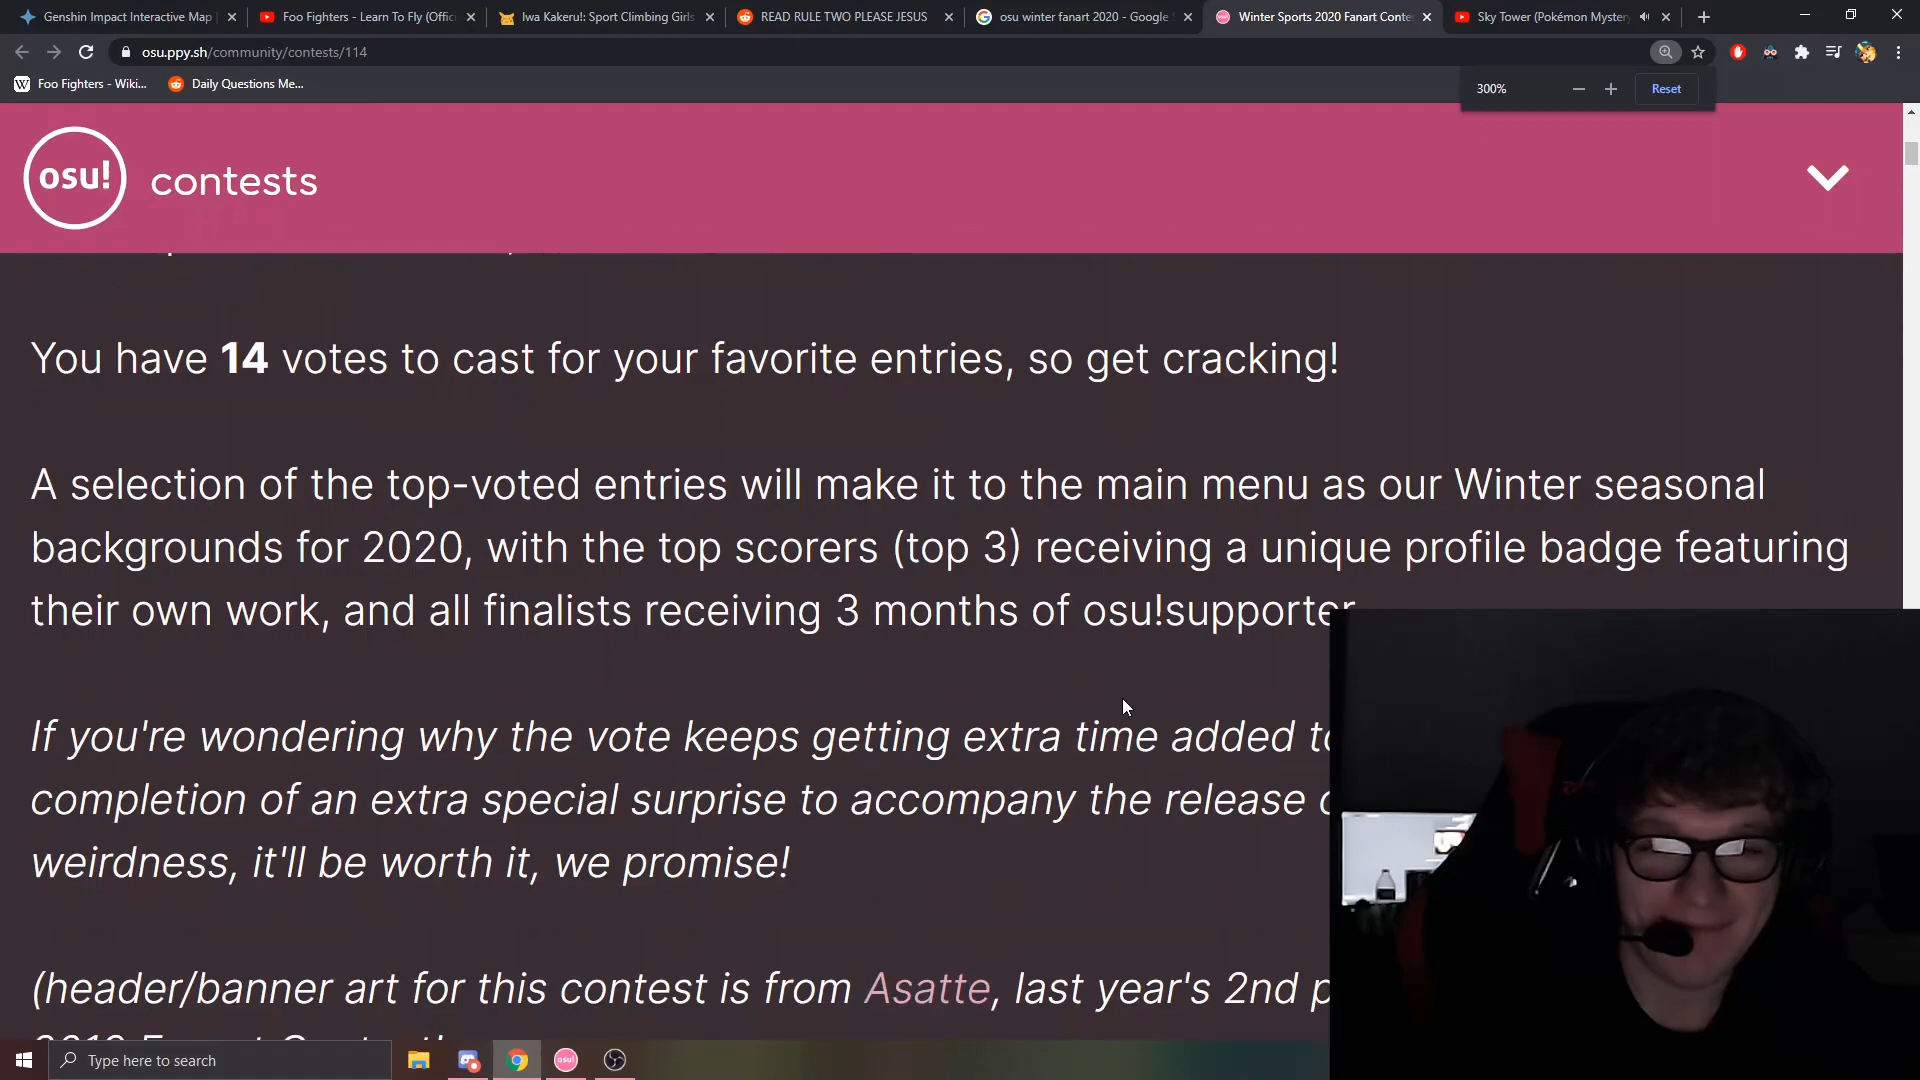 Genshin Impact Interactive Map
Foo Fighters - Learn To Fly (Offic
Iwa Kakeru!: Sport Climbing Girls
READ RULE TWO PLEASE JESUS
osu winter fanart 2020 - Google
Winter Sports 2020 Fanart Conte
Sky Tower (Pokémon Mystery
osu.ppy.sh/community/contests/114
Foo Fighters - Wiki...
Daily Questions Me...
300%
Reset
osu!
contests
You have 14 votes to cast for your favorite entries, so get cracking!
A selection of the top-voted entries will make it to the main menu as our Winter seasonal
backgrounds for 2020, with the top scorers (top 3) receiving a unique profile badge featuring
their own work, and all finalists receiving 3 months of osu!supporter
If you're wondering why the vote keeps getting extra time added to
completion of an extra special surprise to accompany the release
weirdness, it'll be worth it, we promise!
(header/banner art for this contest is from Asatte, last year's 2nd p
Type here to search
osu!